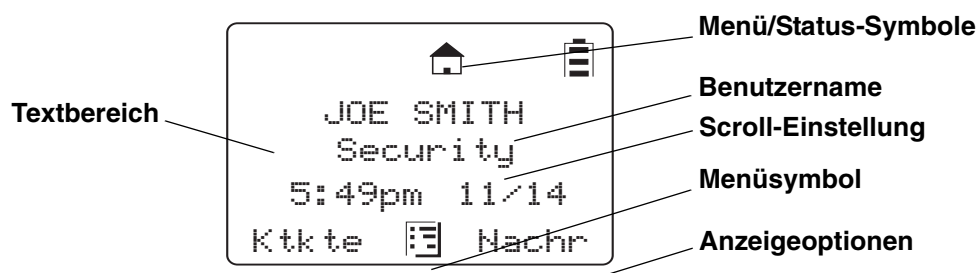 Menü/Status-Symbole
Textbereich
JOE SMITH
Benutzername
Security
Scroll-Einstellung
5:49pm 11/14
Menüsymbol
Ktkte Nachr
Anzeigeoptionen